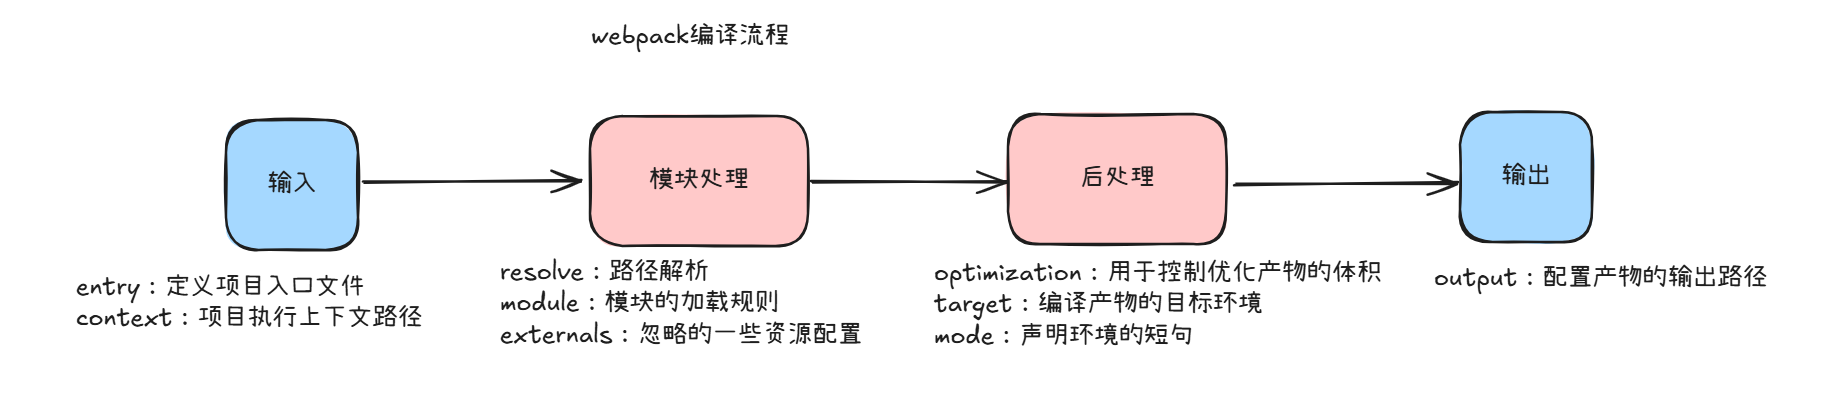 webpack编译流程
输入
模块处理
后处理
输出
entry：定义项目入口文件
context：项目执行上下文路径
resolve：路径解析
module：模块的加载规则
externals：忽略的一些资源配置
optimization：用于控制优化产物的体积
target：编译产物的目标环境
mode：声明环境的短句
output：配置产物的输出路径